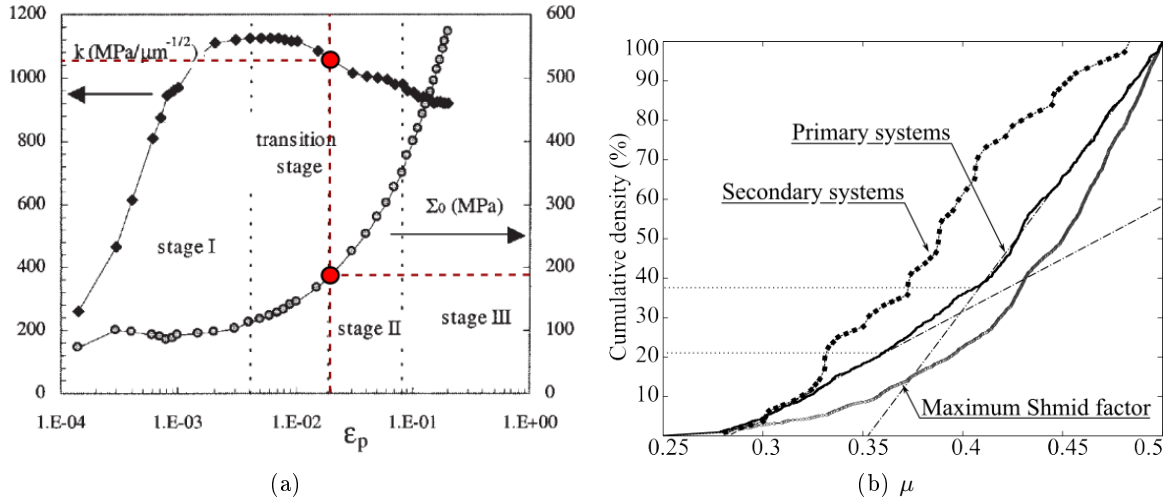 1200
1000
800
600
400
200
0
k (MPa/μm⁻¹/²)
transition
stage
stage I
stage II
stage III
Σ₀ (MPa)
600
500
400
300
200
100
0
1.E-04 1.E-03 1.E-02 1.E-01 1.E+00
εₚ
(a)
Cumulative density (%)
100
90
80
70
60
50
40
30
20
10
Primary systems
Secondary systems
Maximum Shmid factor
0.25 0.3 0.35 0.4 0.45 0.5
(b) μ